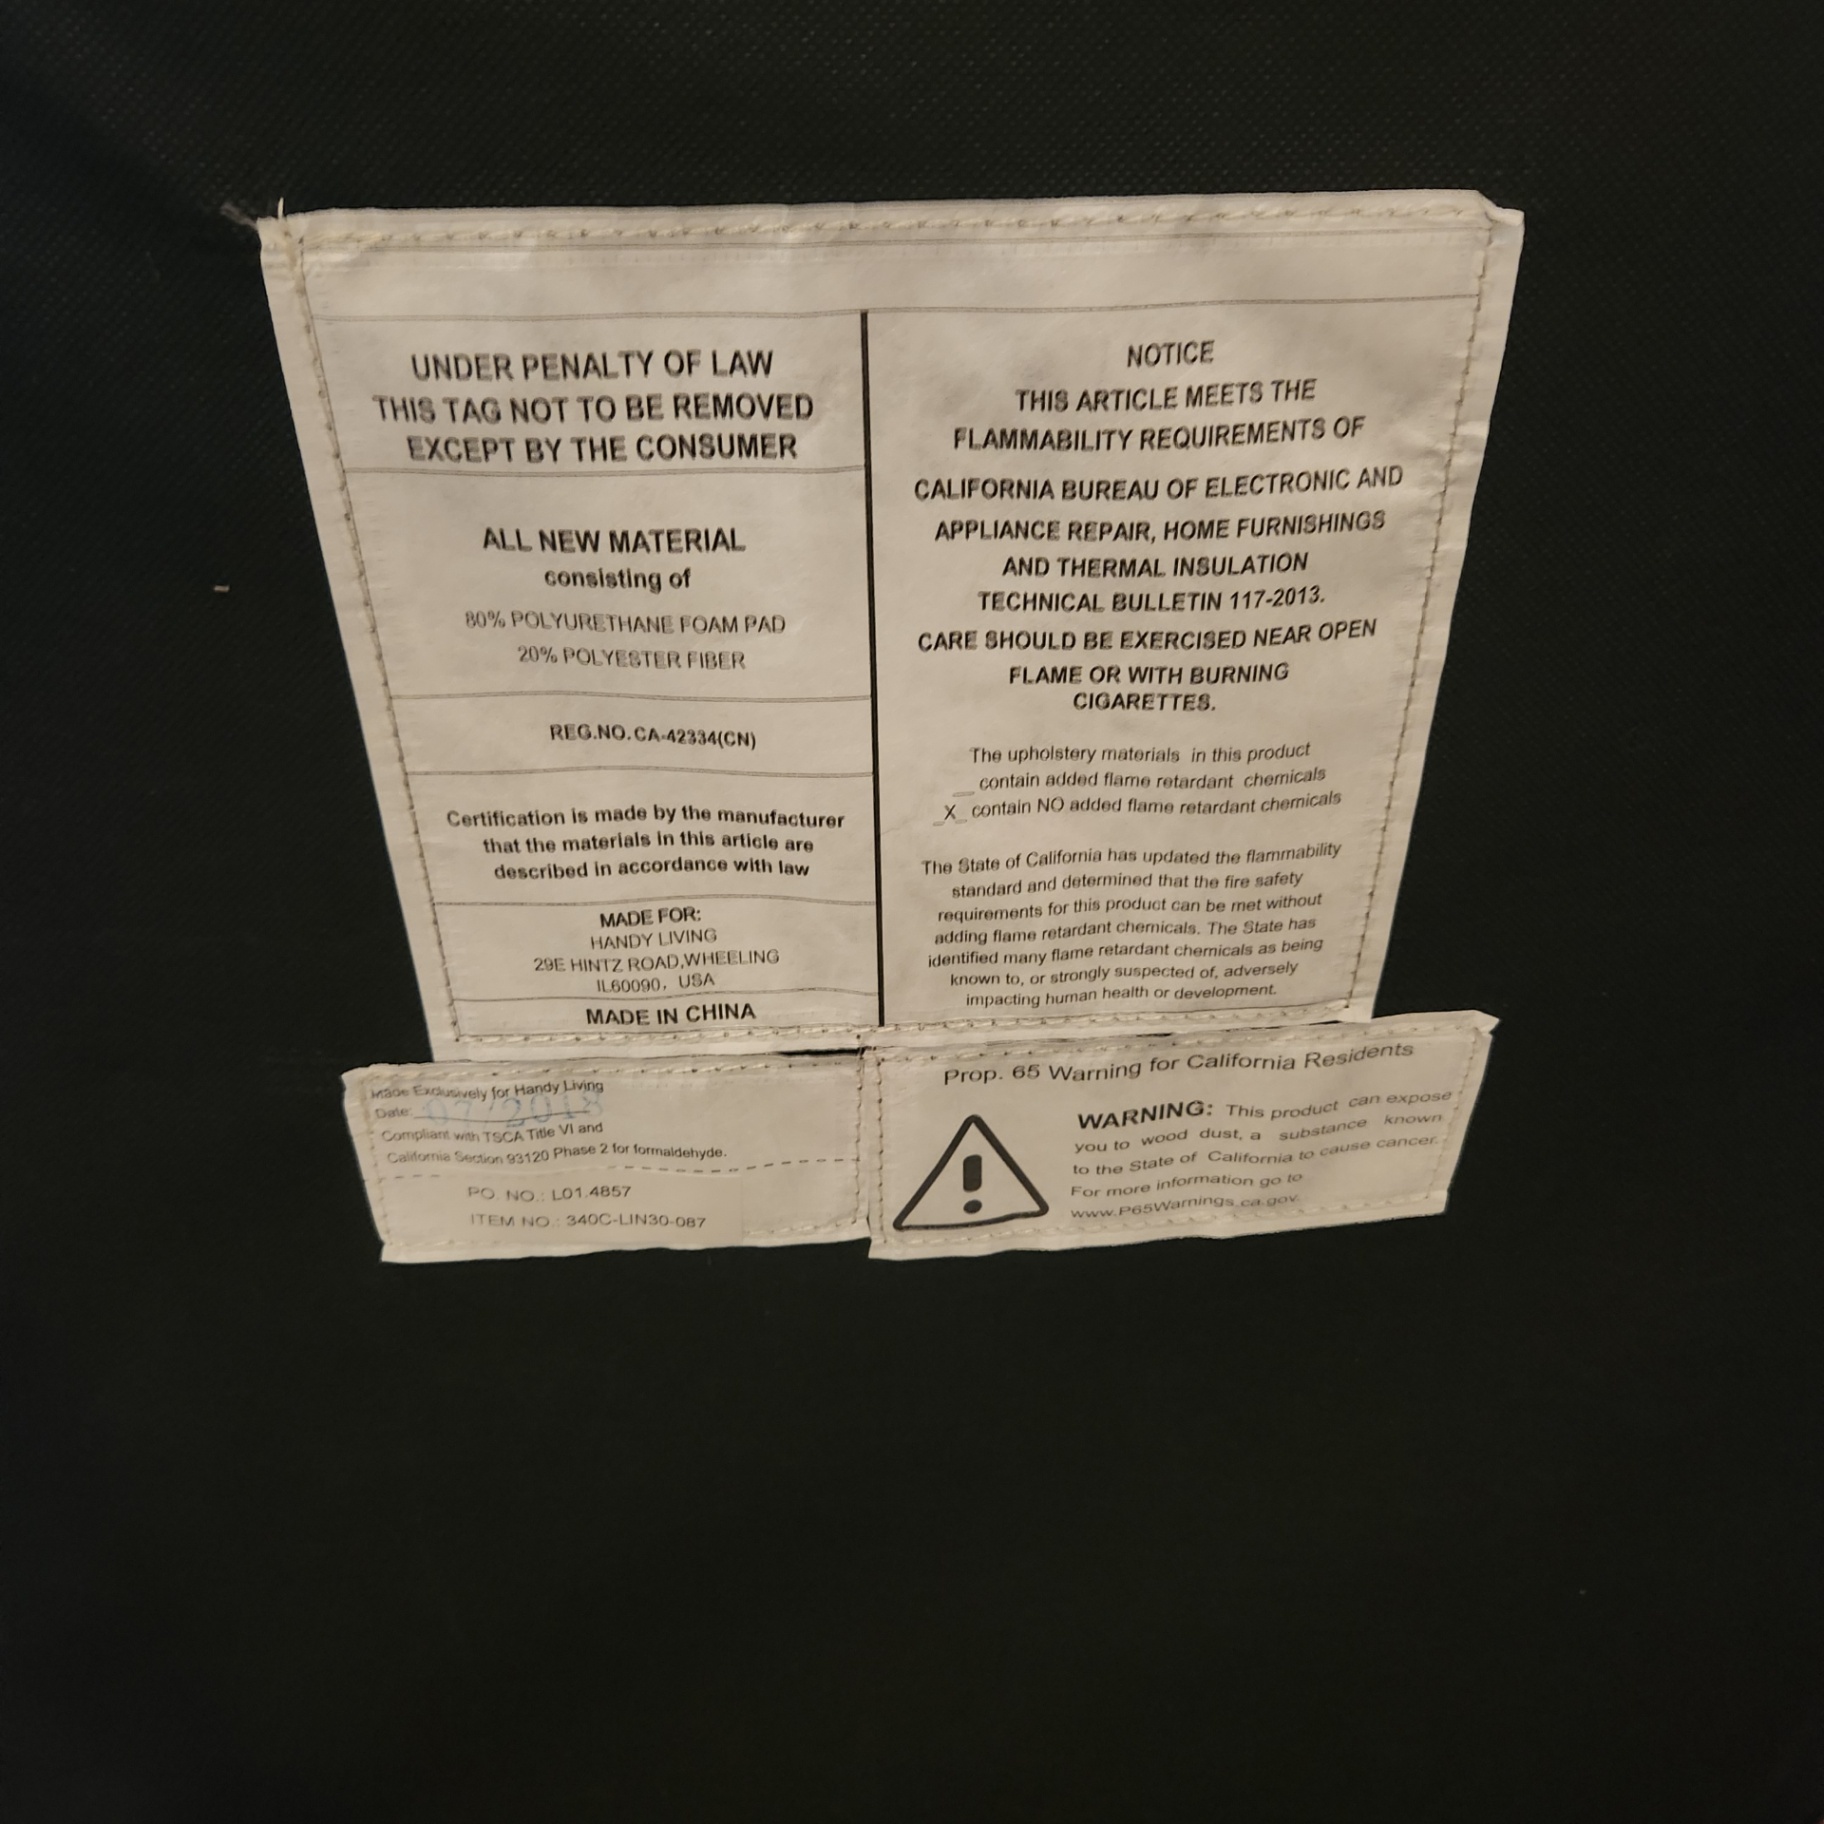 UNDER PENALTY OF LAW
THIS TAG NOT TO BE REMOVED
EXCEPT BY THE CONSUMER
ALL NEW MATERIAL
consisting of
80% POLYURETHANE FOAM PAD
20% POLYESTER FIBER
REG.NO.CA-42334(CN)
Certification is made by the manufacturer
that the materials in this article are
described in accordance with law
MADE FOR:
HANDY LIVING
29E HINTZ ROAD,WHEELING
IL60090, USA
MADE IN CHINA
NOTICE
THIS ARTICLE MEETS THE
FLAMMABILITY REQUIREMENTS OF
CALIFORNIA BUREAU OF ELECTRONIC AND
APPLIANCE REPAIR, HOME FURNISHINGS
AND THERMAL INSULATION
TECHNICAL BULLETIN 117-2013.
CARE SHOULD BE EXERCISED NEAR OPEN
FLAME OR WITH BURNING
CIGARETTES.
The upholstery materials in this product
__ contain added flame retardant chemicals
_X_ contain NO added flame retardant chemicals
The State of California has updated the flammability
standard and determined that the fire safety
requirements for this product can be met without
adding flame retardant chemicals. The State has
identified many flame retardant chemicals as being
known to, or strongly suspected of, adversely
impacting human health or development.
Made Exclusively for Handy Living
Date: 07 2018
Compliant with TSCA Title VI and
California Section 93120 Phase 2 for formaldehyde.
PO. NO.: L01.4857
ITEM NO.: 340C-LIN30-087
Prop. 65 Warning for California Residents
WARNING: This product can expose
you to wood dust, a substance known
to the State of California to cause cancer.
For more information go to
www.P65Warnings.ca.gov.